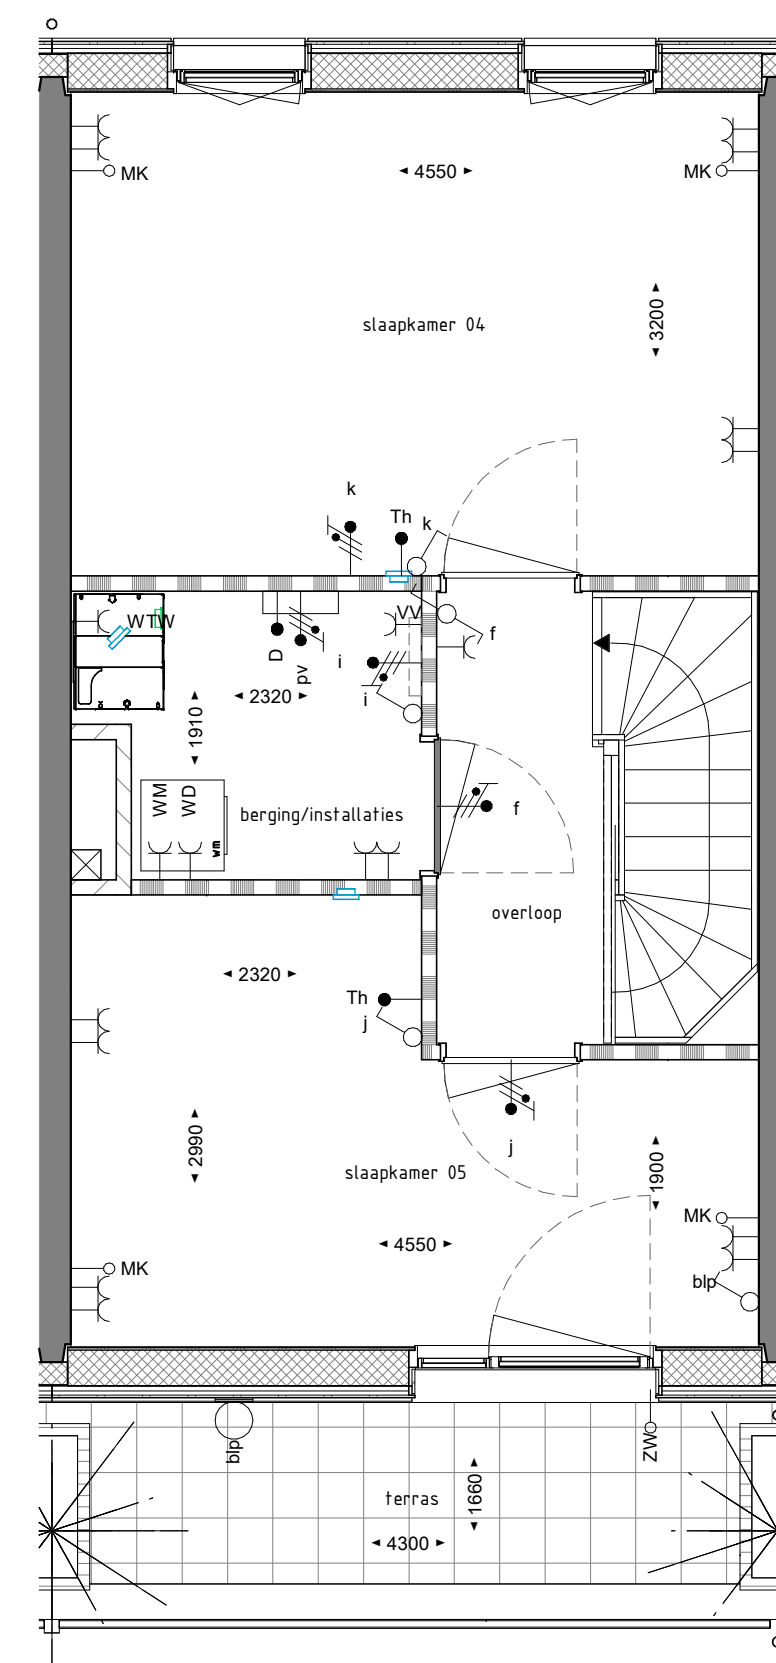 MK
4550
MK
slaapkamer 04
3200
k
Th
k
WTW
VV
D
pv
i
f
2320
i
1910
WM
WD
wm
berging/installaties
f
overloop
2320
Th
j
2990
j
slaapkamer 05
1900
MK
4550
MK
blp
blp
ZW
terras
1660
4300